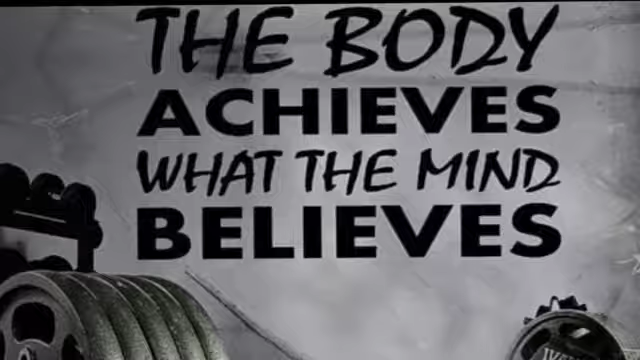 THE BODY
ACHIEVES
WHAT THE MIND
BELIEVES